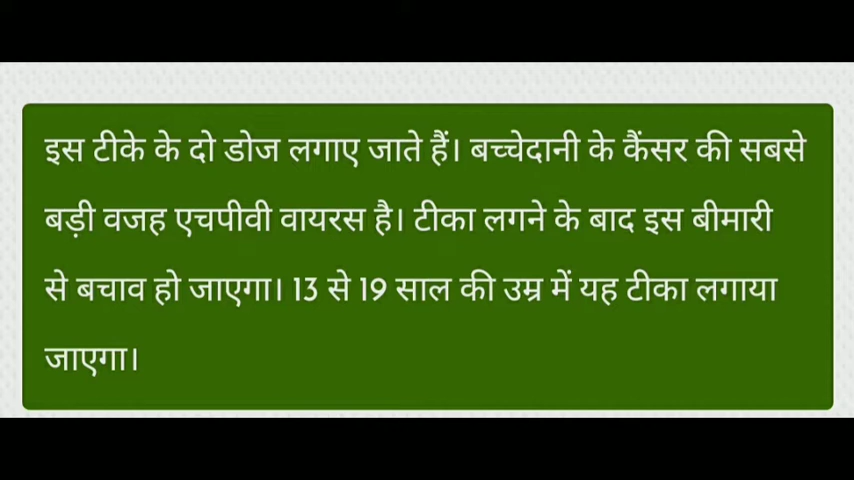 इस टीके के दो डोज लगाए जाते हैं। बच्चेदानी के कैंसर की सबसे
बड़ी वजह एचपीवी वायरस है। टीका लगने के बाद इस बीमारी
से बचाव हो जाएगा। 13 से 19 साल की उम्र में यह टीका लगाया
जाएगा।